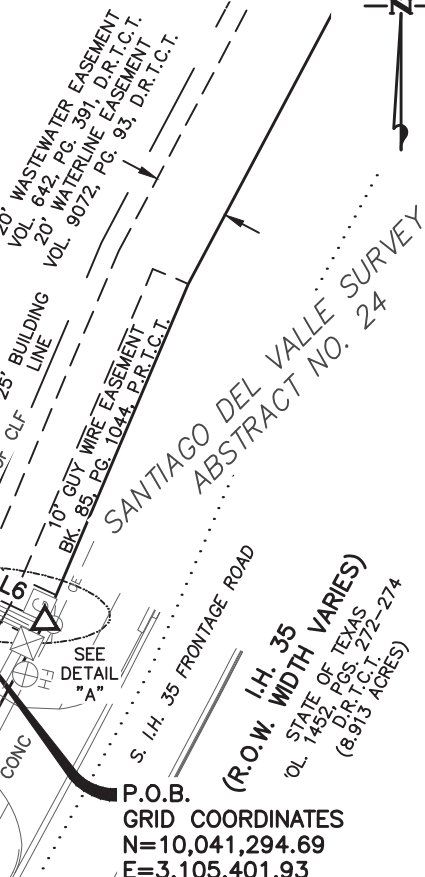 N
20' WASTEWATER EASEMENT
VOL. 642, PG. 391, D.R.T.C.T.
20' WATERLINE EASEMENT
VOL. 9072, PG. 93, D.R.T.C.T.
25' BUILDING
LINE
OF CLF
10' GUY WIRE EASEMENT
BK. 85, PG. 1044, P.R.T.C.T.
SANTIAGO DEL VALLE SURVEY
ABSTRACT NO. 24
L6
SEE
DETAIL
"A"
CONC
S. I.H. 35 FRONTAGE ROAD
I.H. 35
(R.O.W. WIDTH VARIES)
STATE OF TEXAS
OL. 1452, PGS. 272-274
D.R.T.C.T.
(8.913 ACRES)
P.O.B.
GRID COORDINATES
N=10,041,294.69
E=3,105,401.93